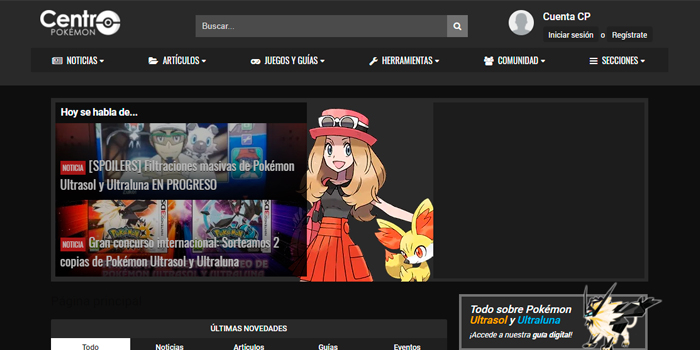 Centro
POKÉMON
Buscar...
Cuenta CP
Iniciar sesión o Regístrate
NOTICIAS
ARTÍCULOS
JUEGOS Y GUÍAS
HERRAMIENTAS
COMUNIDAD
SECCIONES
Hoy se habla de...
NOTICIA [SPOILERS] Filtraciones masivas de Pokémon
Ultrasol y Ultraluna EN PROGRESO
NOTICIA Gran concurso internacional: Sorteamos 2
copias de Pokémon Ultrasol y Ultraluna
Página principal
ÚLTIMAS NOVEDADES
Todo
Noticias
Artículos
Guías
Eventos
Todo sobre Pokémon
Ultrasol y Ultraluna
¡Accede a nuestra guía digital!